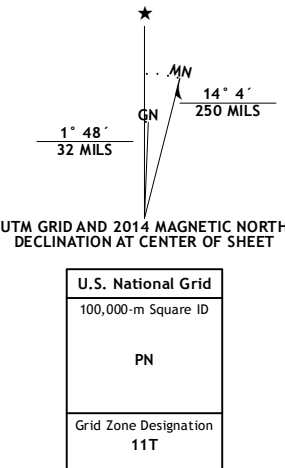 ★
MN
14° 4´
250 MILS
GN
1° 48´
32 MILS
UTM GRID AND 2014 MAGNETIC NORTH
DECLINATION AT CENTER OF SHEET
U.S. National Grid
100,000-m Square ID
PN
Grid Zone Designation
11T